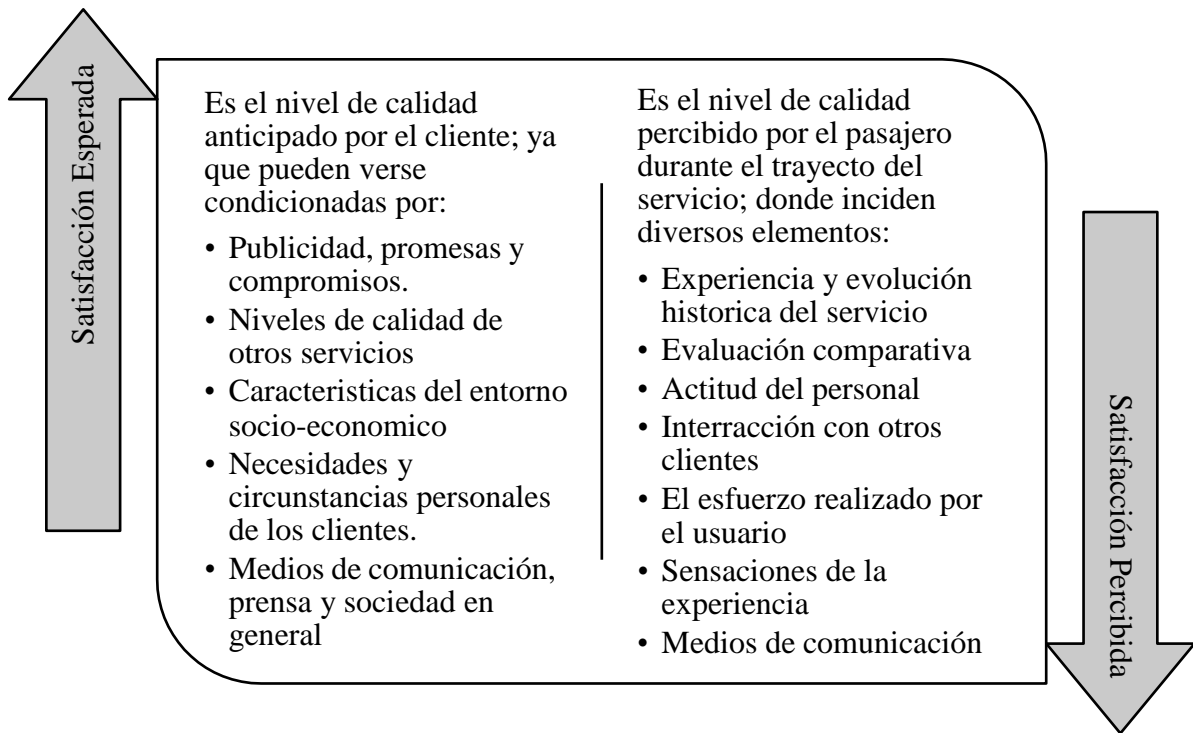 Satisfacción Esperada
Es el nivel de calidad
anticipado por el cliente; ya
que pueden verse
condicionadas por:
• Publicidad, promesas y
compromisos.
• Niveles de calidad de
otros servicios
• Caracteristicas del entorno
socio-economico
• Necesidades y
circunstancias personales
de los clientes.
• Medios de comunicación,
prensa y sociedad en
general
Es el nivel de calidad
percibido por el pasajero
durante el trayecto del
servicio; donde inciden
diversos elementos:
• Experiencia y evolución
historica del servicio
• Evaluación comparativa
• Actitud del personal
• Interracción con otros
clientes
• El esfuerzo realizado por
el usuario
• Sensaciones de la
experiencia
• Medios de comunicación
Satisfacción Percibida